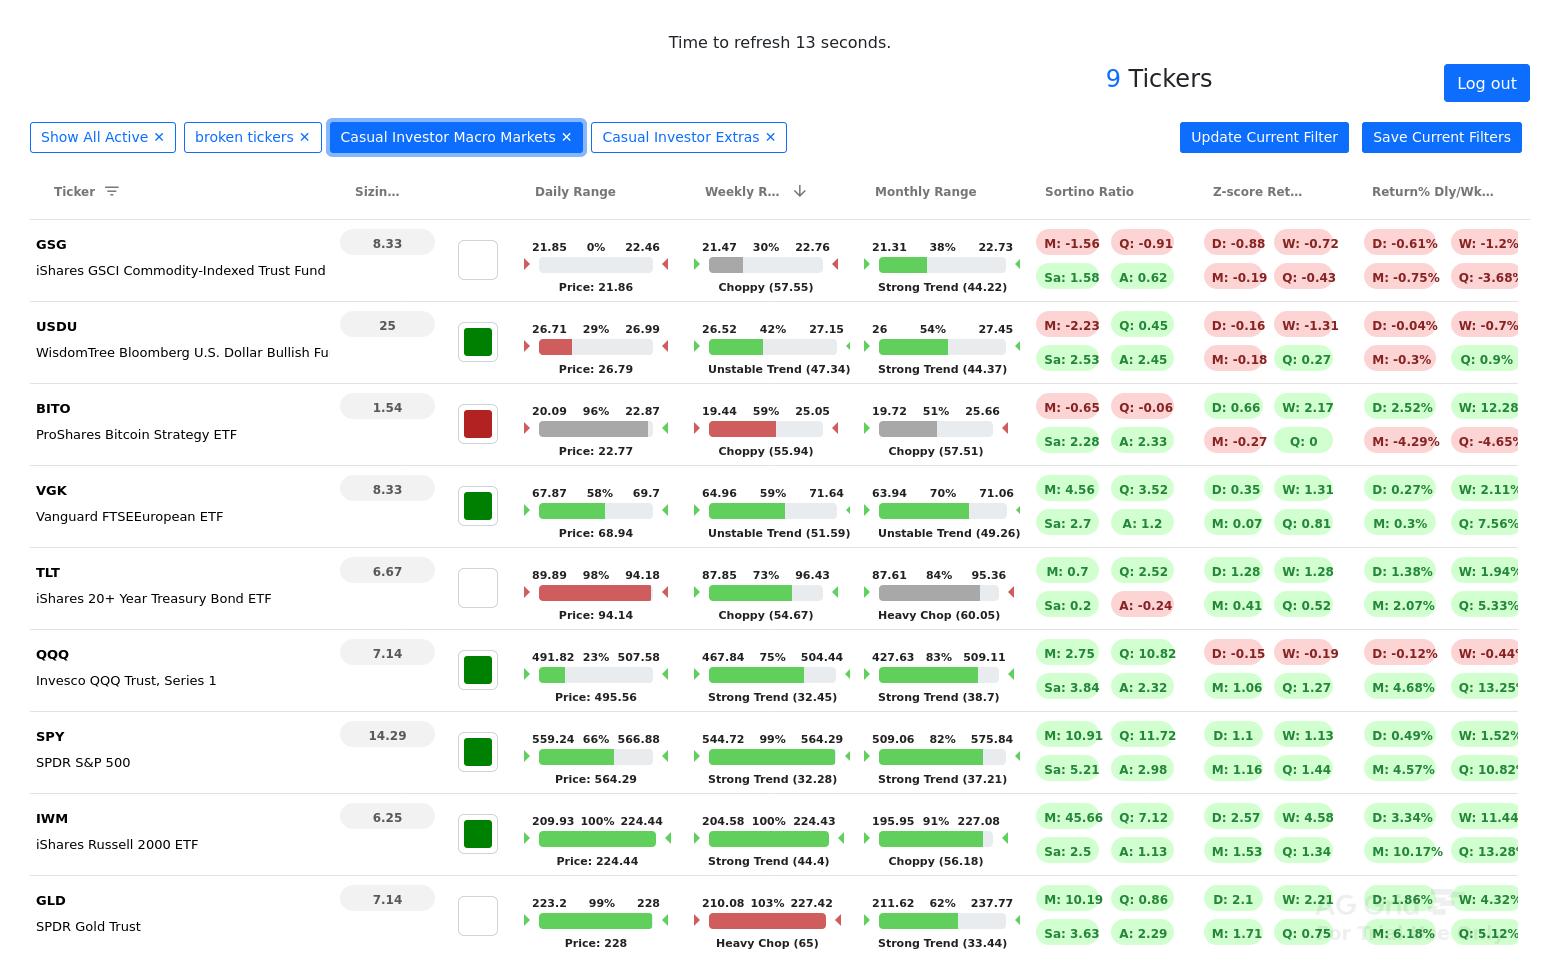 Time to refresh 13 seconds.
9 Tickers
Log out
Show All Active ✕ broken tickers ✕ Casual Investor Macro Markets ✕ Casual Investor Extras ✕ Update Current Filter Save Current Filters
Ticker Sizin… Daily Range Weekly R… Monthly Range Sortino Ratio Z-score Ret… Return% Dly/Wk…
GSG 8.33 21.85 0% 22.46 21.47 30% 22.76 21.31 38% 22.73 M: -1.56 Q: -0.91 D: -0.88 W: -0.72 D: -0.61% W: -1.2%
iShares GSCI Commodity-Indexed Trust Fund Price: 21.86 Choppy (57.55) Strong Trend (44.22) Sa: 1.58 A: 0.62 M: -0.19 Q: -0.43 M: -0.75% Q: -3.68%
USDU 25 26.71 29% 26.99 26.52 42% 27.15 26 54% 27.45 M: -2.23 Q: 0.45 D: -0.16 W: -1.31 D: -0.04% W: -0.7%
WisdomTree Bloomberg U.S. Dollar Bullish Fu Price: 26.79 Unstable Trend (47.34) Strong Trend (44.37) Sa: 2.53 A: 2.45 M: -0.18 Q: 0.27 M: -0.3% Q: 0.9%
BITO 1.54 20.09 96% 22.87 19.44 59% 25.05 19.72 51% 25.66 M: -0.65 Q: -0.06 D: 0.66 W: 2.17 D: 2.52% W: 12.28
ProShares Bitcoin Strategy ETF Price: 22.77 Choppy (55.94) Choppy (57.51) Sa: 2.28 A: 2.33 M: -0.27 Q: 0 M: -4.29% Q: -4.65%
VGK 8.33 67.87 58% 69.7 64.96 59% 71.64 63.94 70% 71.06 M: 4.56 Q: 3.52 D: 0.35 W: 1.31 D: 0.27% W: 2.11%
Vanguard FTSEEuropean ETF Price: 68.94 Unstable Trend (51.59) Unstable Trend (49.26) Sa: 2.7 A: 1.2 M: 0.07 Q: 0.81 M: 0.3% Q: 7.56%
TLT 6.67 89.89 98% 94.18 87.85 73% 96.43 87.61 84% 95.36 M: 0.7 Q: 2.52 D: 1.28 W: 1.28 D: 1.38% W: 1.94%
iShares 20+ Year Treasury Bond ETF Price: 94.14 Choppy (54.67) Heavy Chop (60.05) Sa: 0.2 A: -0.24 M: 0.41 Q: 0.52 M: 2.07% Q: 5.33%
QQQ 7.14 491.82 23% 507.58 467.84 75% 504.44 427.63 83% 509.11 M: 2.75 Q: 10.82 D: -0.15 W: -0.19 D: -0.12% W: -0.44%
Invesco QQQ Trust, Series 1 Price: 495.56 Strong Trend (32.45) Strong Trend (38.7) Sa: 3.84 A: 2.32 M: 1.06 Q: 1.27 M: 4.68% Q: 13.25%
SPY 14.29 559.24 66% 566.88 544.72 99% 564.29 509.06 82% 575.84 M: 10.91 Q: 11.72 D: 1.1 W: 1.13 D: 0.49% W: 1.52%
SPDR S&P 500 Price: 564.29 Strong Trend (32.28) Strong Trend (37.21) Sa: 5.21 A: 2.98 M: 1.16 Q: 1.44 M: 4.57% Q: 10.82%
IWM 6.25 209.93 100% 224.44 204.58 100% 224.43 195.95 91% 227.08 M: 45.66 Q: 7.12 D: 2.57 W: 4.58 D: 3.34% W: 11.44
iShares Russell 2000 ETF Price: 224.44 Strong Trend (44.4) Choppy (56.18) Sa: 2.5 A: 1.13 M: 1.53 Q: 1.34 M: 10.17% Q: 13.28%
GLD 7.14 223.2 99% 228 210.08 103% 227.42 211.62 62% 237.77 M: 10.19 Q: 0.86 D: 2.1 W: 2.21 D: 1.86% W: 4.32%
SPDR Gold Trust Price: 228 Heavy Chop (65) Strong Trend (33.44) Sa: 3.63 A: 2.29 M: 1.71 Q: 0.75 M: 6.18% Q: 5.12%